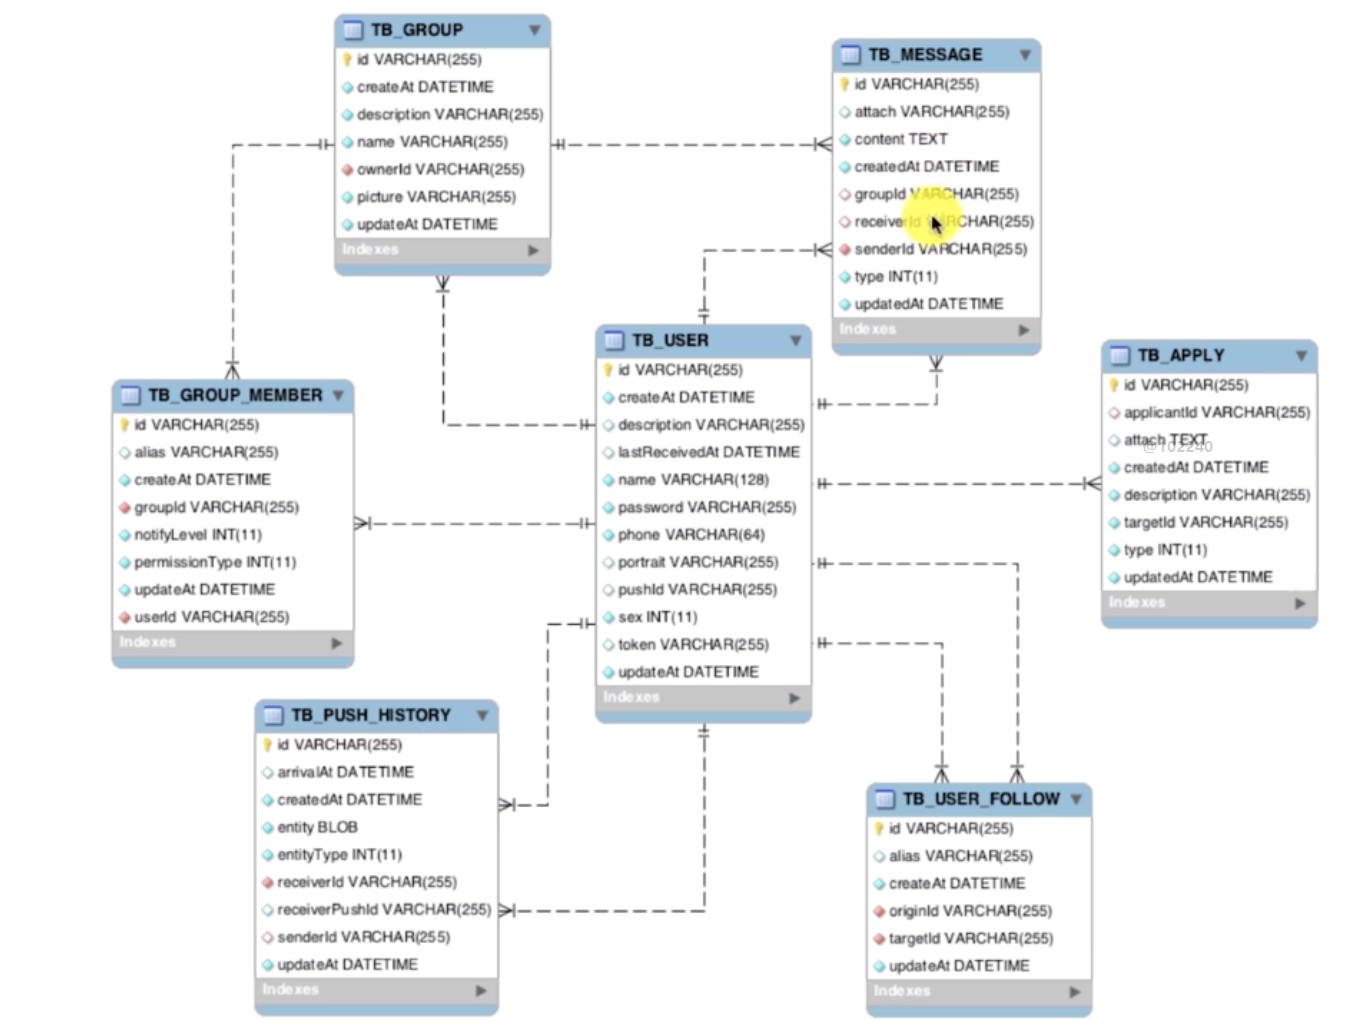 TB_GROUP
id VARCHAR(255)
createAt DATETIME
description VARCHAR(255)
name VARCHAR(255)
ownerId VARCHAR(255)
picture VARCHAR(255)
updateAt DATETIME
Indexes
TB_MESSAGE
id VARCHAR(255)
attach VARCHAR(255)
content TEXT
createdAt DATETIME
groupId VARCHAR(255)
receiverId VARCHAR(255)
senderId VARCHAR(255)
type INT(11)
updatedAt DATETIME
Indexes
TB_USER
id VARCHAR(255)
createAt DATETIME
description VARCHAR(255)
lastReceivedAt DATETIME
name VARCHAR(128)
password VARCHAR(255)
phone VARCHAR(64)
portrait VARCHAR(255)
pushId VARCHAR(255)
sex INT(11)
token VARCHAR(255)
updateAt DATETIME
Indexes
TB_APPLY
id VARCHAR(255)
applicantId VARCHAR(255)
attach TEXT
@102240
createdAt DATETIME
description VARCHAR(255)
targetId VARCHAR(255)
type INT(11)
updatedAt DATETIME
Indexes
TB_GROUP_MEMBER
id VARCHAR(255)
alias VARCHAR(255)
createAt DATETIME
groupId VARCHAR(255)
notifyLevel INT(11)
permissionType INT(11)
updateAt DATETIME
userId VARCHAR(255)
Indexes
TB_PUSH_HISTORY
id VARCHAR(255)
arrivalAt DATETIME
createdAt DATETIME
entity BLOB
entityType INT(11)
receiverId VARCHAR(255)
receiverPushId VARCHAR(255)
senderId VARCHAR(255)
updateAt DATETIME
Indexes
TB_USER_FOLLOW
id VARCHAR(255)
alias VARCHAR(255)
createAt DATETIME
originId VARCHAR(255)
targetId VARCHAR(255)
updateAt DATETIME
Indexes